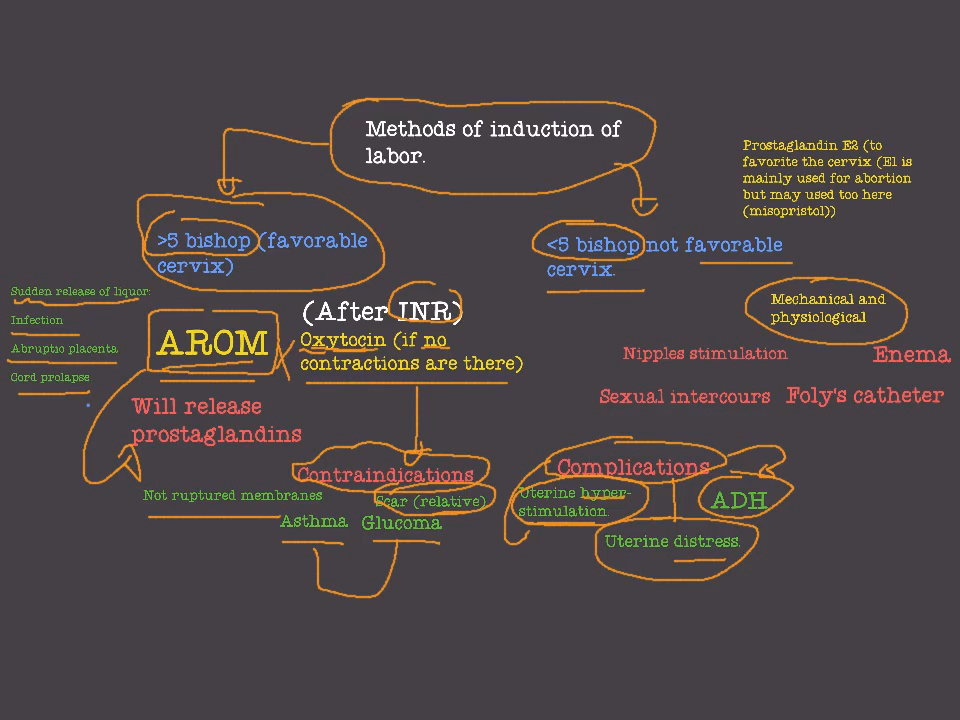 Methods of induction of
labor.
Prostaglandin E2 (to
favorite the cervix (E1 is
mainly used for abortion
but may used too here
(misopristol))
>5 bishop (favorable
cervix)
<5 bishop not favorable
cervix.
Sudden release of liquor:
Infection
Abruptio placenta
Cord prolapse
AROM
(After INR)
Oxytocin (if no
contractions are there)
Mechanical and
physiological
Nipples stimulation
Enema
Sexual intercours
Foly's catheter
Will release
prostaglandins
Not ruptured membranes
Contraindications
Scar (relative)
Asthma
Glucoma
Complications
Uterine hyper-
stimulation.
ADH
Uterine distress.